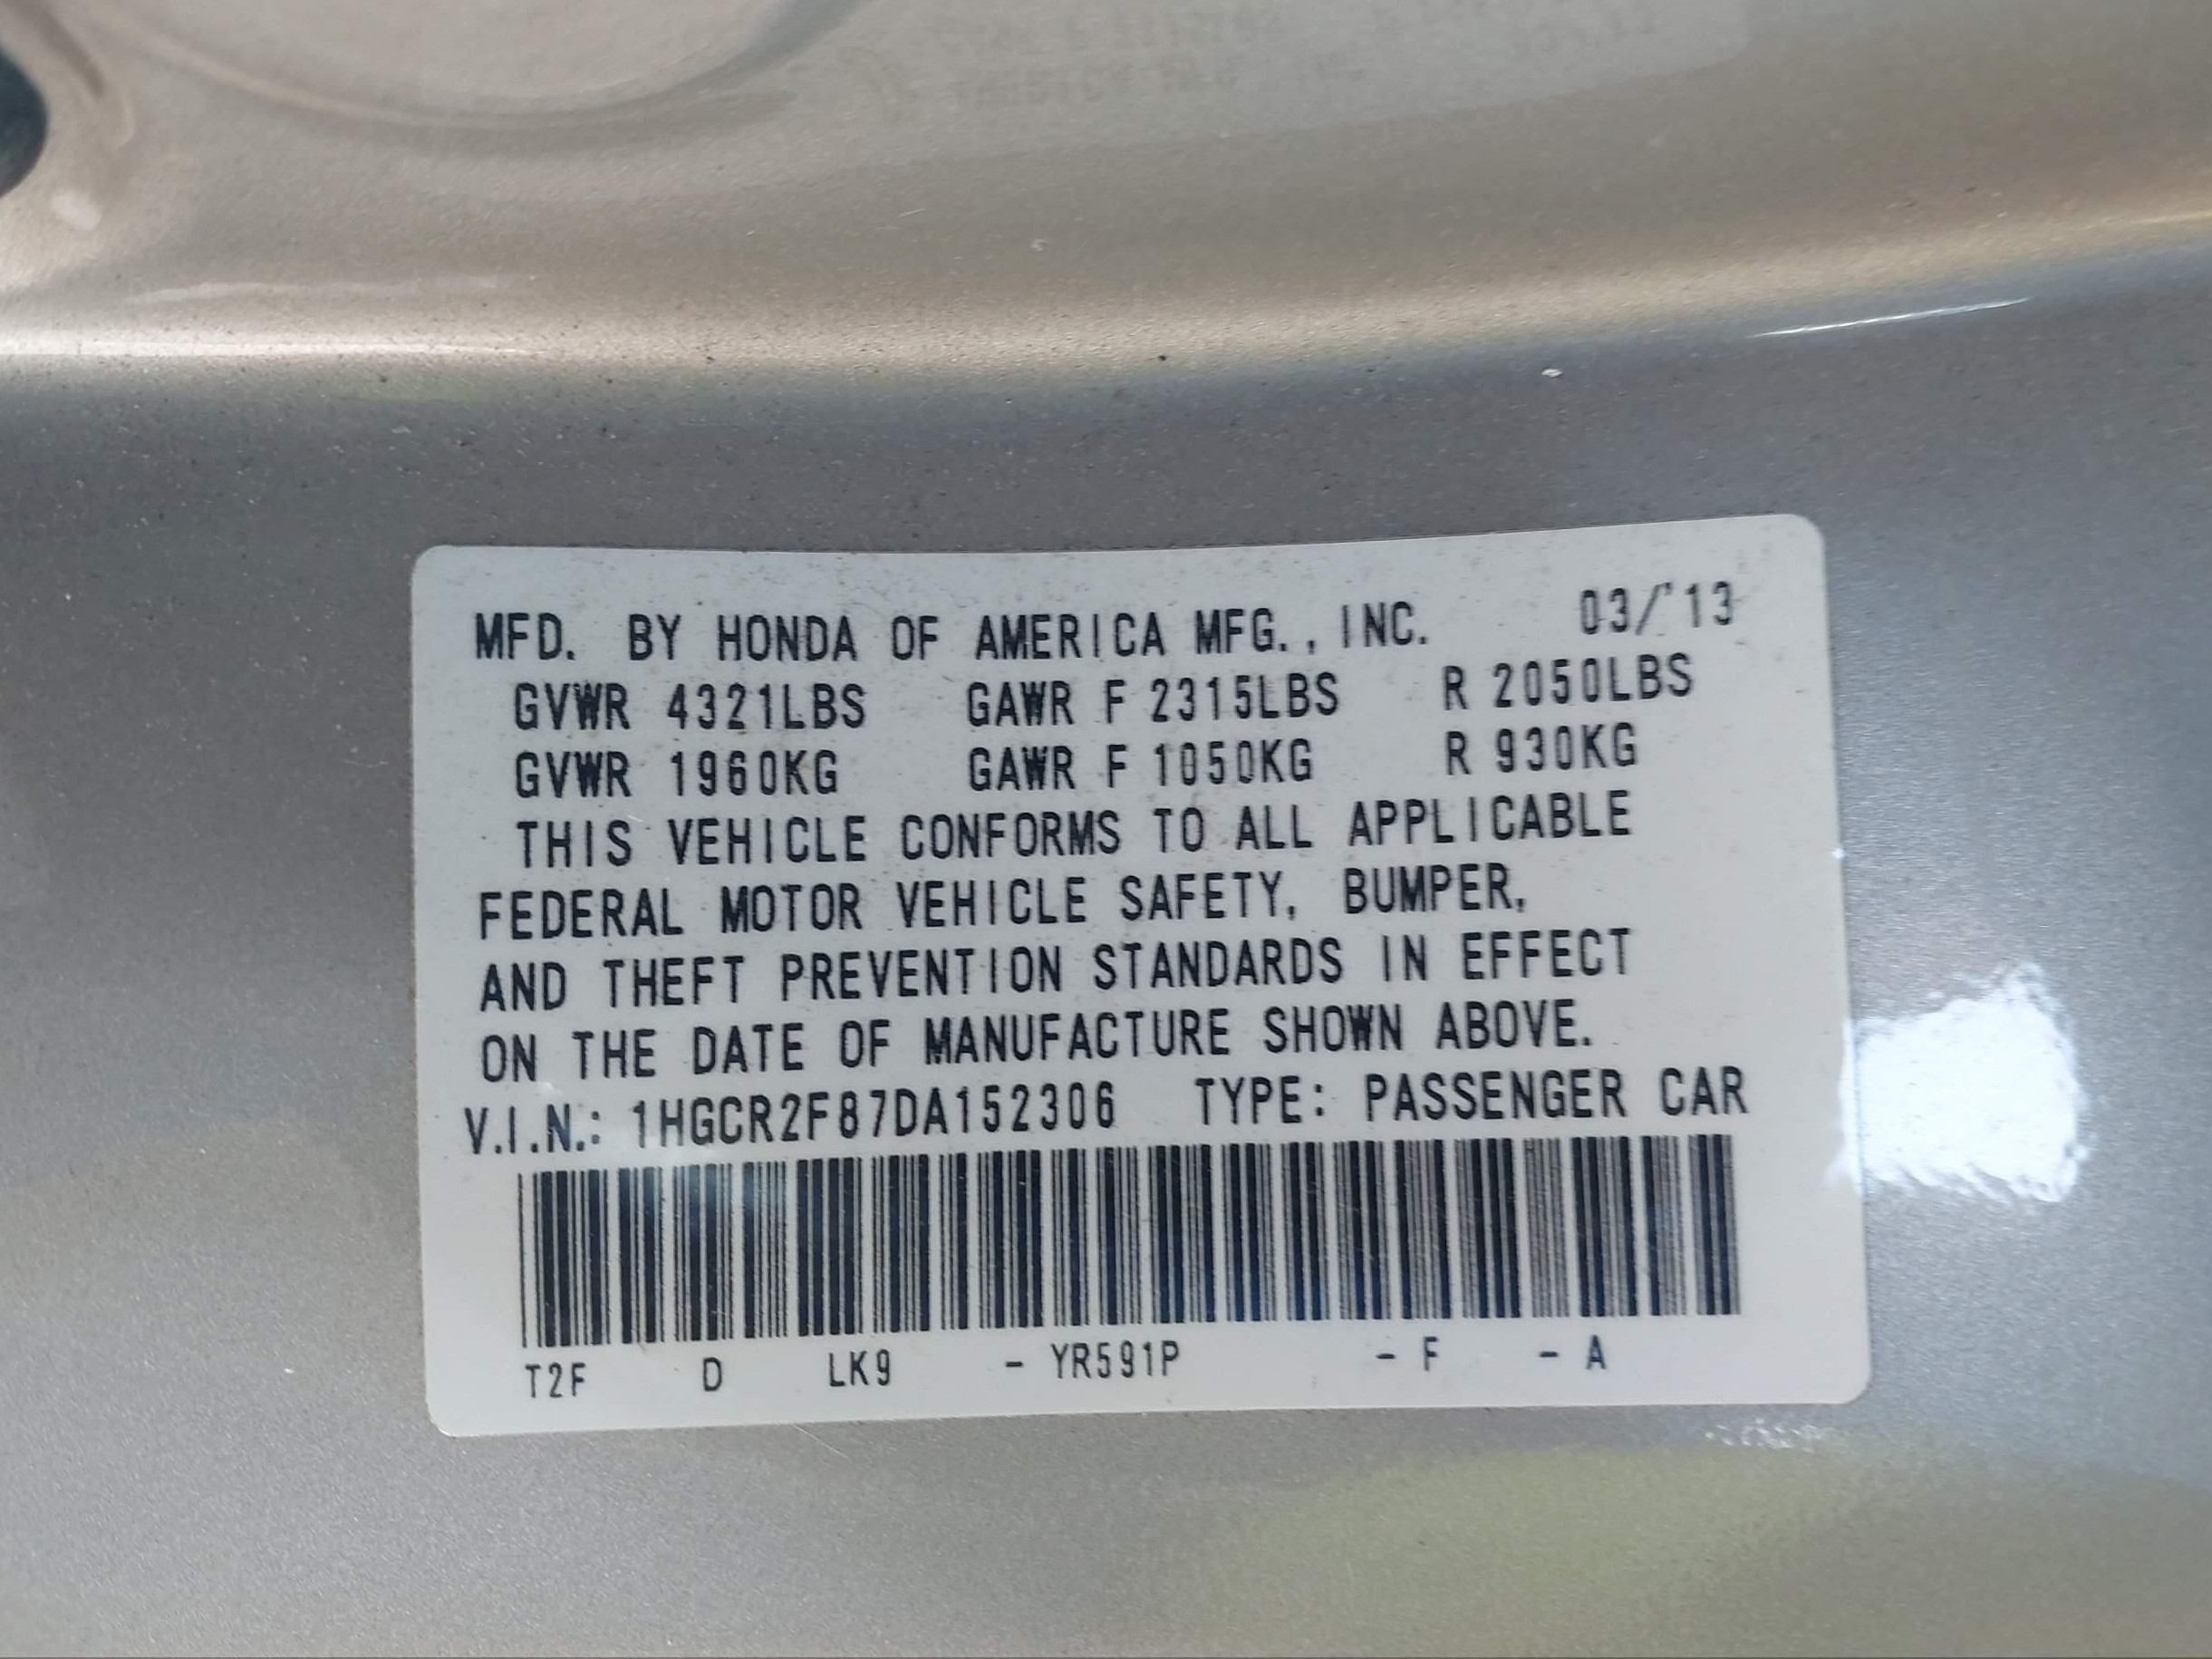 MFD. BY HONDA OF AMERICA MFG., INC. 03/'13
GVWR 4321LBS GAWR F 2315LBS R 2050LBS
GVWR 1960KG GAWR F 1050KG R 930KG
THIS VEHICLE CONFORMS TO ALL APPLICABLE
FEDERAL MOTOR VEHICLE SAFETY, BUMPER,
AND THEFT PREVENTION STANDARDS IN EFFECT
ON THE DATE OF MANUFACTURE SHOWN ABOVE.
V.I.N.: 1HGCR2F87DA152306 TYPE: PASSENGER CAR
T2F D LK9 - YR591P - F - A